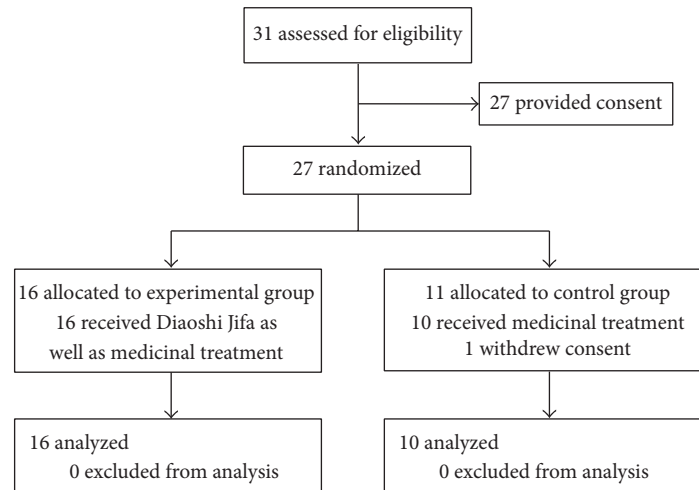 31 assessed for eligibility
27 provided consent
27 randomized
16 allocated to experimental group
16 received Diaoshi Jifa as
well as medicinal treatment
11 allocated to control group
10 received medicinal treatment
1 withdrew consent
16 analyzed
0 excluded from analysis
10 analyzed
0 excluded from analysis